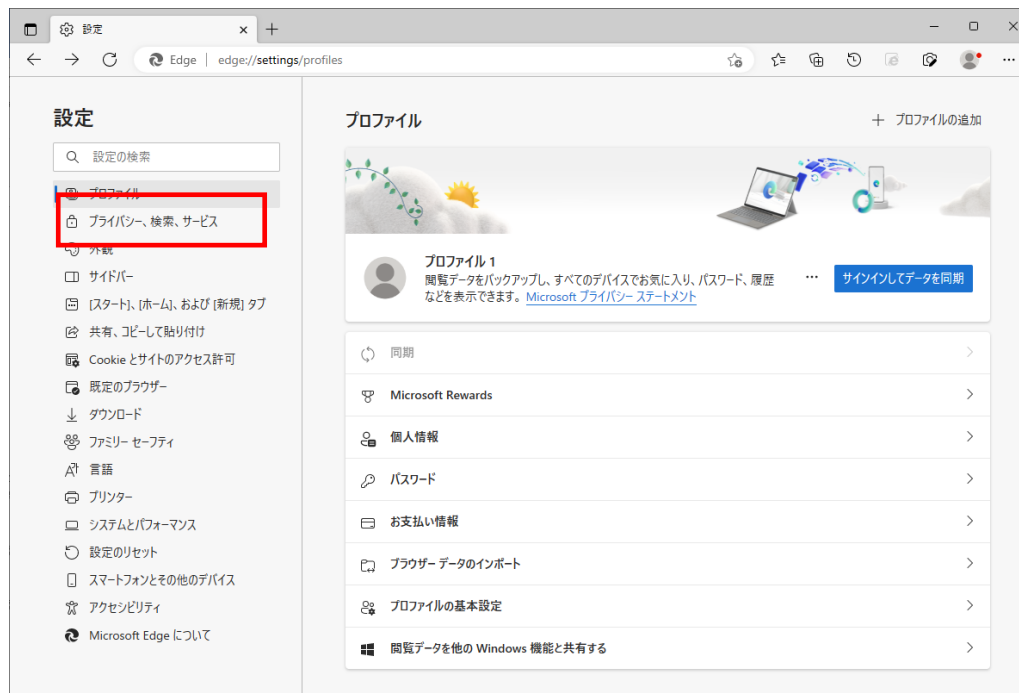 設定
Edge | edge://settings/profiles
設定
設定の検索
プロファイル
プライバシー、検索、サービス
外観
サイドバー
[スタート]、[ホーム]、および [新規] タブ
共有、コピーして貼り付け
Cookie とサイトのアクセス許可
既定のブラウザー
ダウンロード
ファミリー セーフティ
言語
プリンター
システムとパフォーマンス
設定のリセット
スマートフォンとその他のデバイス
アクセシビリティ
Microsoft Edge について
プロファイル
プロファイルの追加
プロファイル 1
閲覧データをバックアップし、すべてのデバイスでお気に入り、パスワード、履歴
などを表示できます。Microsoft プライバシー ステートメント
サインインしてデータを同期
同期
Microsoft Rewards
個人情報
パスワード
お支払い情報
ブラウザー データのインポート
プロファイルの基本設定
閲覧データを他の Windows 機能と共有する